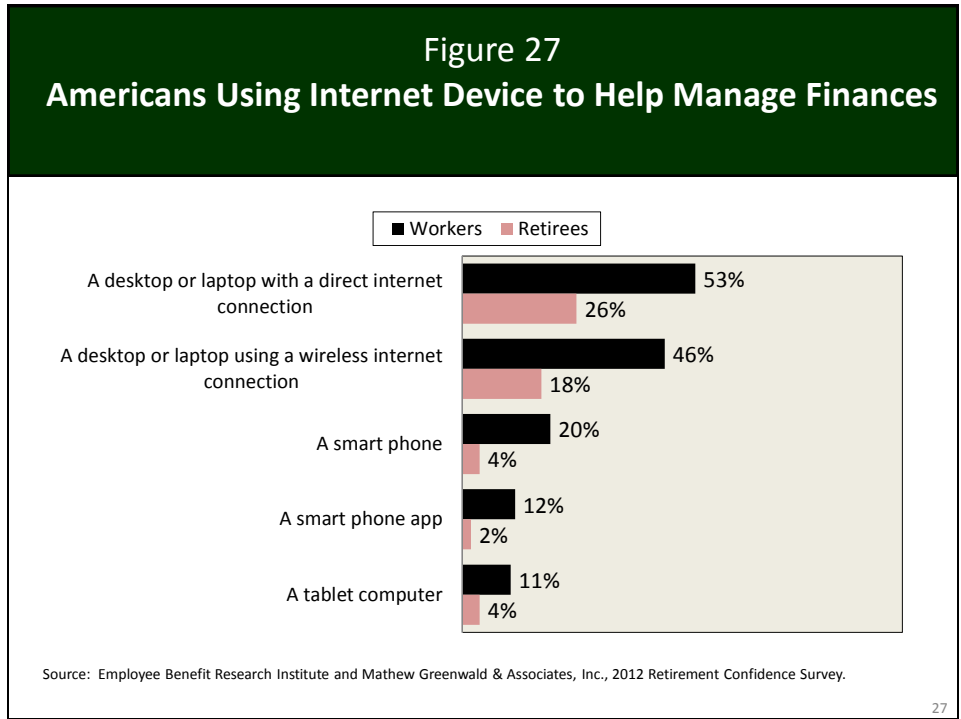 Figure 27
Americans Using Internet Device to Help Manage Finances
Workers Retirees
A desktop or laptop with a direct internet
connection
53%
26%
A desktop or laptop using a wireless internet
connection
46%
18%
A smart phone
20%
4%
A smart phone app
12%
2%
A tablet computer
11%
4%
Source: Employee Benefit Research Institute and Mathew Greenwald & Associates, Inc., 2012 Retirement Confidence Survey.
27